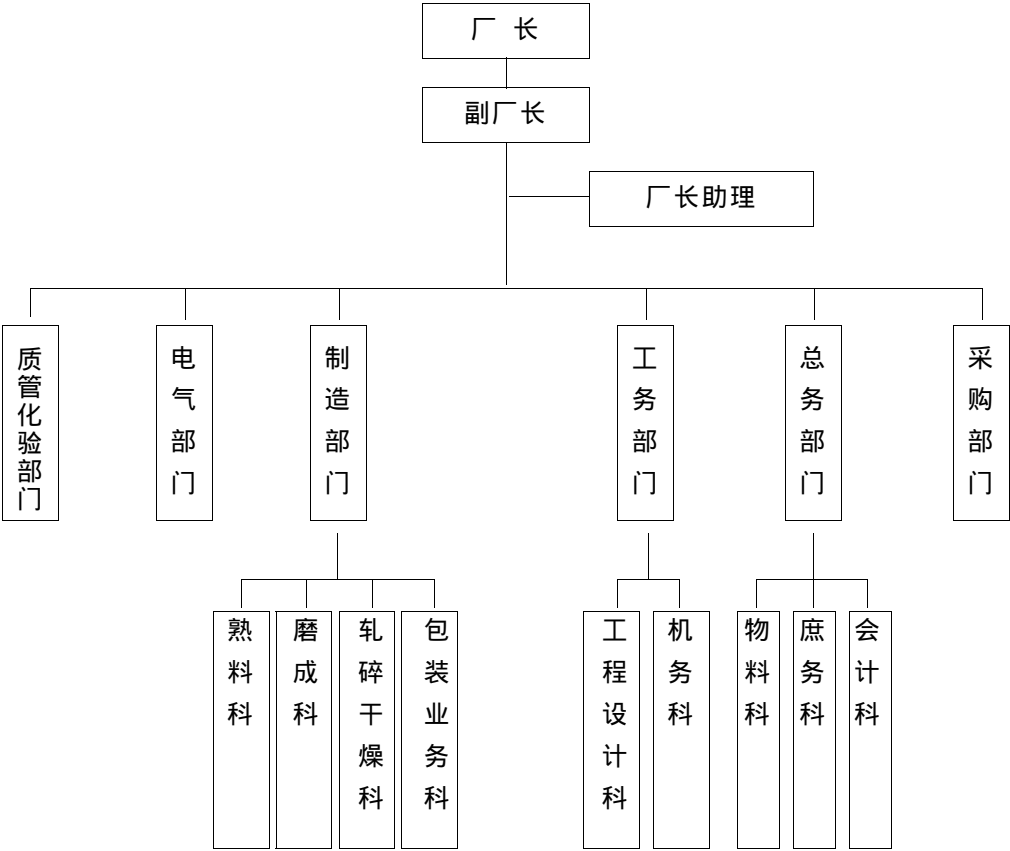 厂 长
副厂长
厂长助理
质管化验部门
电气部门
制造部门
工务部门
总务部门
采购部门
熟料科
磨成科
轧碎干燥科
包装业务科
工程设计科
机务科
物料科
庶务科
会计科